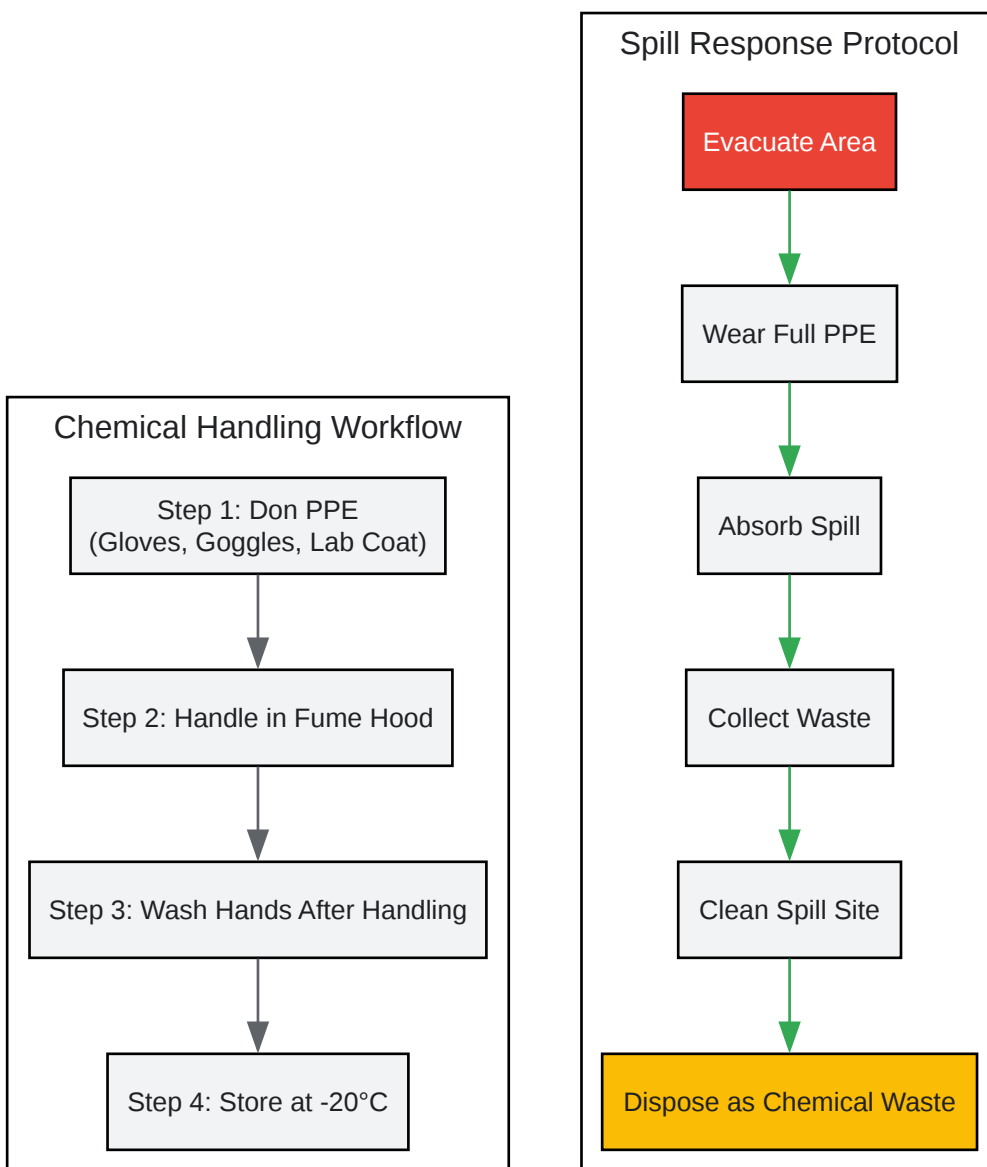 Chemical Handling Workflow
Step 1: Don PPE
(Gloves, Goggles, Lab Coat)
Step 2: Handle in Fume Hood
Step 3: Wash Hands After Handling
Step 4: Store at -20°C
Spill Response Protocol
Evacuate Area
Wear Full PPE
Absorb Spill
Collect Waste
Clean Spill Site
Dispose as Chemical Waste